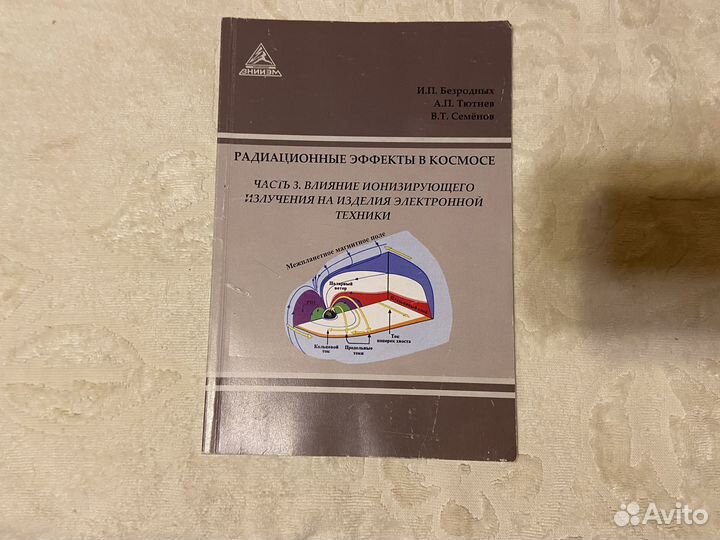 ВНИИЭМ
И.П. Безродных
А.П. Тютнев
В.Т. Семёнов
РАДИАЦИОННЫЕ ЭФФЕКТЫ В КОСМОСЕ
ЧАСТЬ 3. ВЛИЯНИЕ ИОНИЗИРУЮЩЕГО
ИЗЛУЧЕНИЯ НА ИЗДЕЛИЯ ЭЛЕКТРОННОЙ
ТЕХНИКИ
Межпланетное магнитное поле
Полярный
ветер
Кольцевой
ток
Продольные
токи
Ток
поперек хвоста
Avito